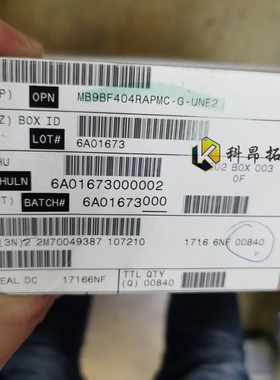 P) OPN MB9BF404RAPMC-G-UNE2
Z) BOX ID
LOT# 6A01673
科昂拓
HU
HULN 6A01673000002
02 BOX 003
0F
T) BATCH# 6A01673000
(3N)2 2M70049387 107210 1716 6NF 00840
EAL DC 17166NF
TTL QTY
(Q) 00840